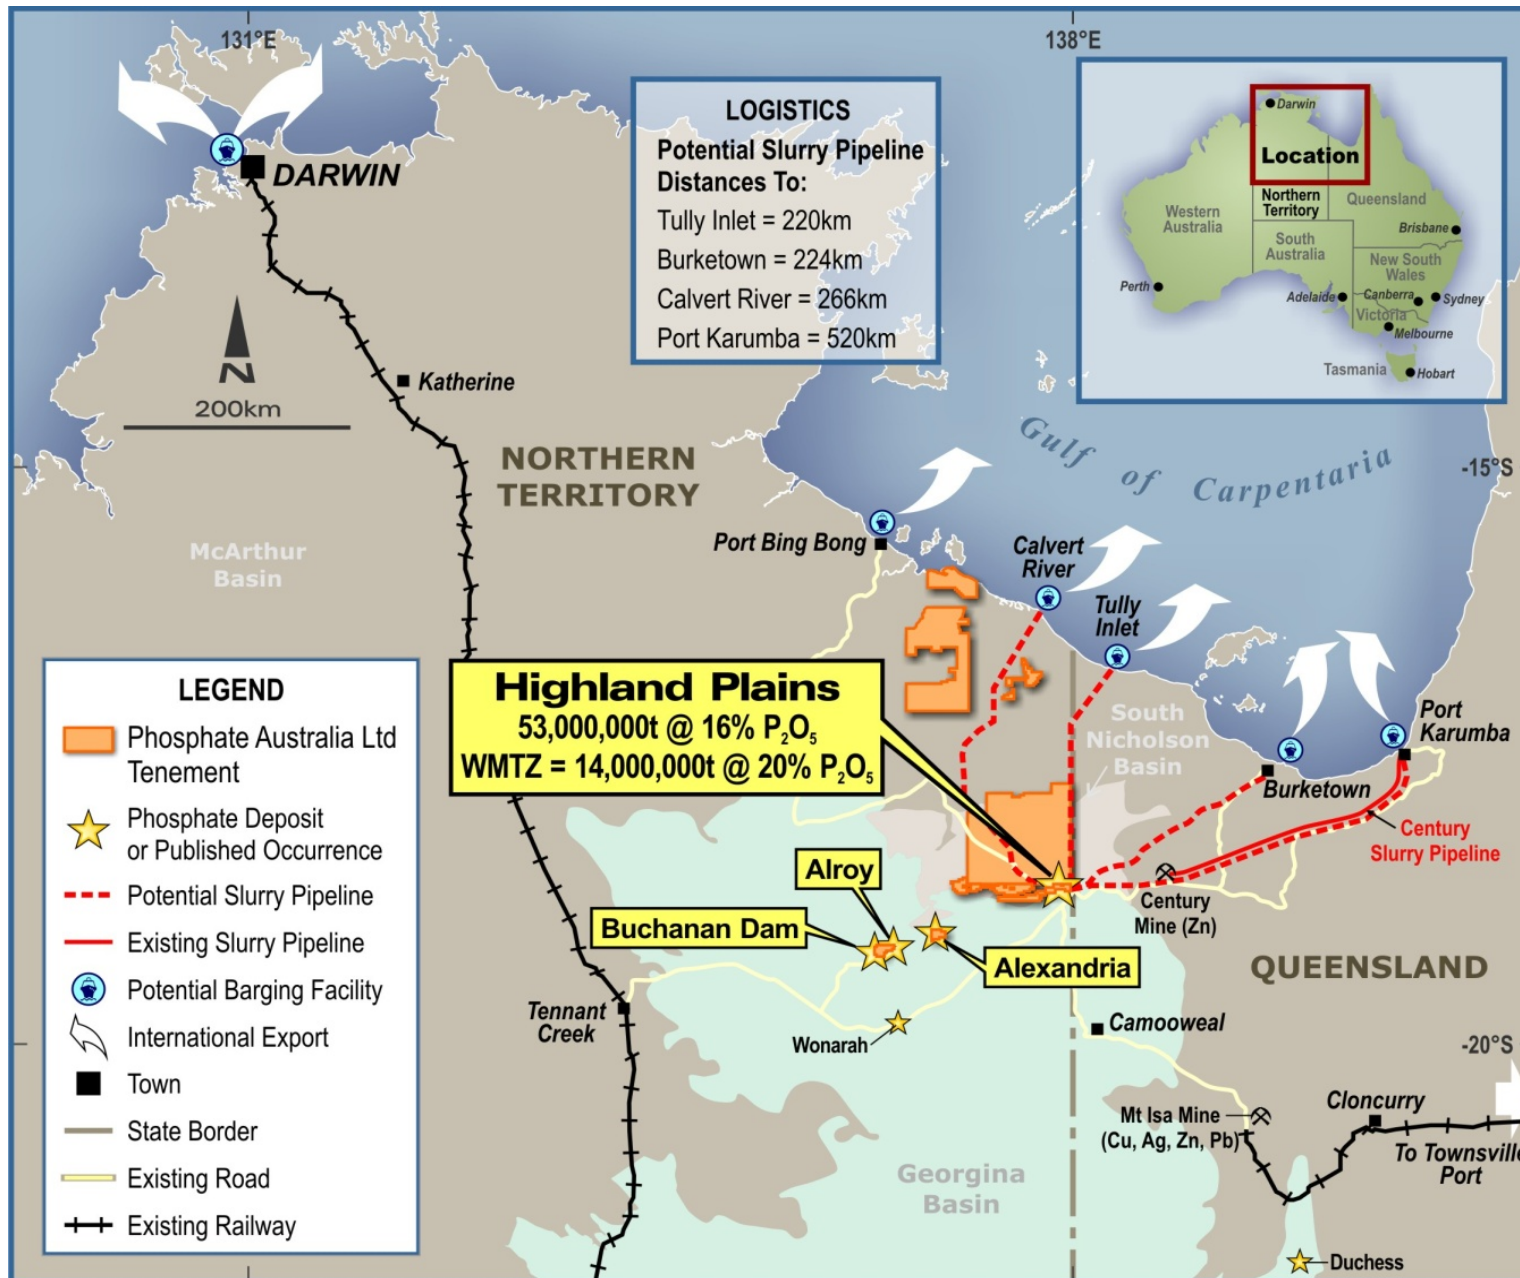 131°E
138°E
DARWIN
LOGISTICS
Potential Slurry Pipeline
Distances To:
Tully Inlet = 220km
Burketown = 224km
Calvert River = 266km
Port Karumba = 520km
Darwin
Location
Northern
Territory
Queensland
Western
Australia
South
Australia
Brisbane
New South
Wales
Perth
Adelaide
Canberra
Sydney
Victoria
Melbourne
Tasmania
Hobart
N
200km
Katherine
NORTHERN
TERRITORY
Gulf of Carpentaria
-15°S
McArthur
Basin
Port Bing Bong
Calvert
River
Tully
Inlet
Highland Plains
53,000,000t @ 16% P₂O₅
WMTZ = 14,000,000t @ 20% P₂O₅
South
Nicholson
Basin
Port
Karumba
Burketown
Century
Slurry Pipeline
Century
Mine (Zn)
Alroy
Buchanan Dam
Alexandria
QUEENSLAND
Tennant
Creek
Wonarah
Camooweal
-20°S
Mt Isa Mine
(Cu, Ag, Zn, Pb)
Cloncurry
To Townsville
Port
Georgina
Basin
Duchess
LEGEND
Phosphate Australia Ltd
Tenement
Phosphate Deposit
or Published Occurrence
Potential Slurry Pipeline
Existing Slurry Pipeline
Potential Barging Facility
International Export
Town
State Border
Existing Road
Existing Railway